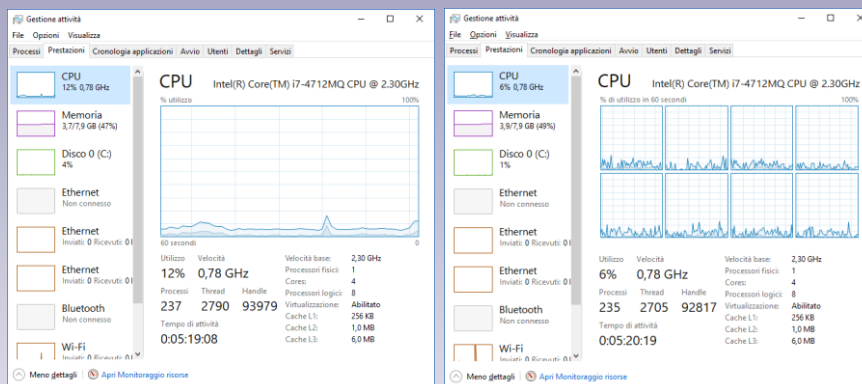 Gestione attività
File Opzioni Visualizza
Processi Prestazioni Cronologia applicazioni Avvio Utenti Dettagli Servizi
CPU
12% 0,78 GHz
Memoria
3,7/7,9 GB (47%)
Disco 0 (C:)
4%
Ethernet
Non connesso
Ethernet
Inviati: 0 Ricevuti: 0
Ethernet
Inviati: 0 Ricevuti: 0
Bluetooth
Non connesso
Wi-Fi
Inviati: 0 Ricevuti: 0
CPU Intel(R) Core(TM) i7-4712MQ CPU @ 2.30GHz
% utilizzo 100%
60 secondi 0
Utilizzo Velocità
12% 0,78 GHz
Processi Thread Handle
237 2790 93979
Tempo di attività
0:05:19:08
Velocità base: 2,30 GHz
Processori fisici: 1
Cores: 4
Processori logici: 8
Virtualizzazione: Abilitato
Cache L1: 256 KB
Cache L2: 1,0 MB
Cache L3: 6,0 MB
Meno dettagli Apri Monitoraggio risorse
Gestione attività
File Opzioni Visualizza
Processi Prestazioni Cronologia applicazioni Avvio Utenti Dettagli Servizi
CPU
6% 0,78 GHz
Memoria
3,9/7,9 GB (49%)
Disco 0 (C:)
1%
Ethernet
Non connesso
Ethernet
Inviati: 0 Ricevuti: 0
Ethernet
Inviati: 0 Ricevuti: 0
Bluetooth
Non connesso
Wi-Fi
Inviati: 0 Ricevuti: 0
CPU Intel(R) Core(TM) i7-4712MQ CPU @ 2.30GHz
% di utilizzo in 60 secondi 100%
Utilizzo Velocità
6% 0,78 GHz
Processi Thread Handle
235 2705 92817
Tempo di attività
0:05:20:19
Velocità base: 2,30 GHz
Processori fisici: 1
Cores: 4
Processori logici: 8
Virtualizzazione: Abilitato
Cache L1: 256 KB
Cache L2: 1,0 MB
Cache L3: 6,0 MB
Meno dettagli Apri Monitoraggio risorse